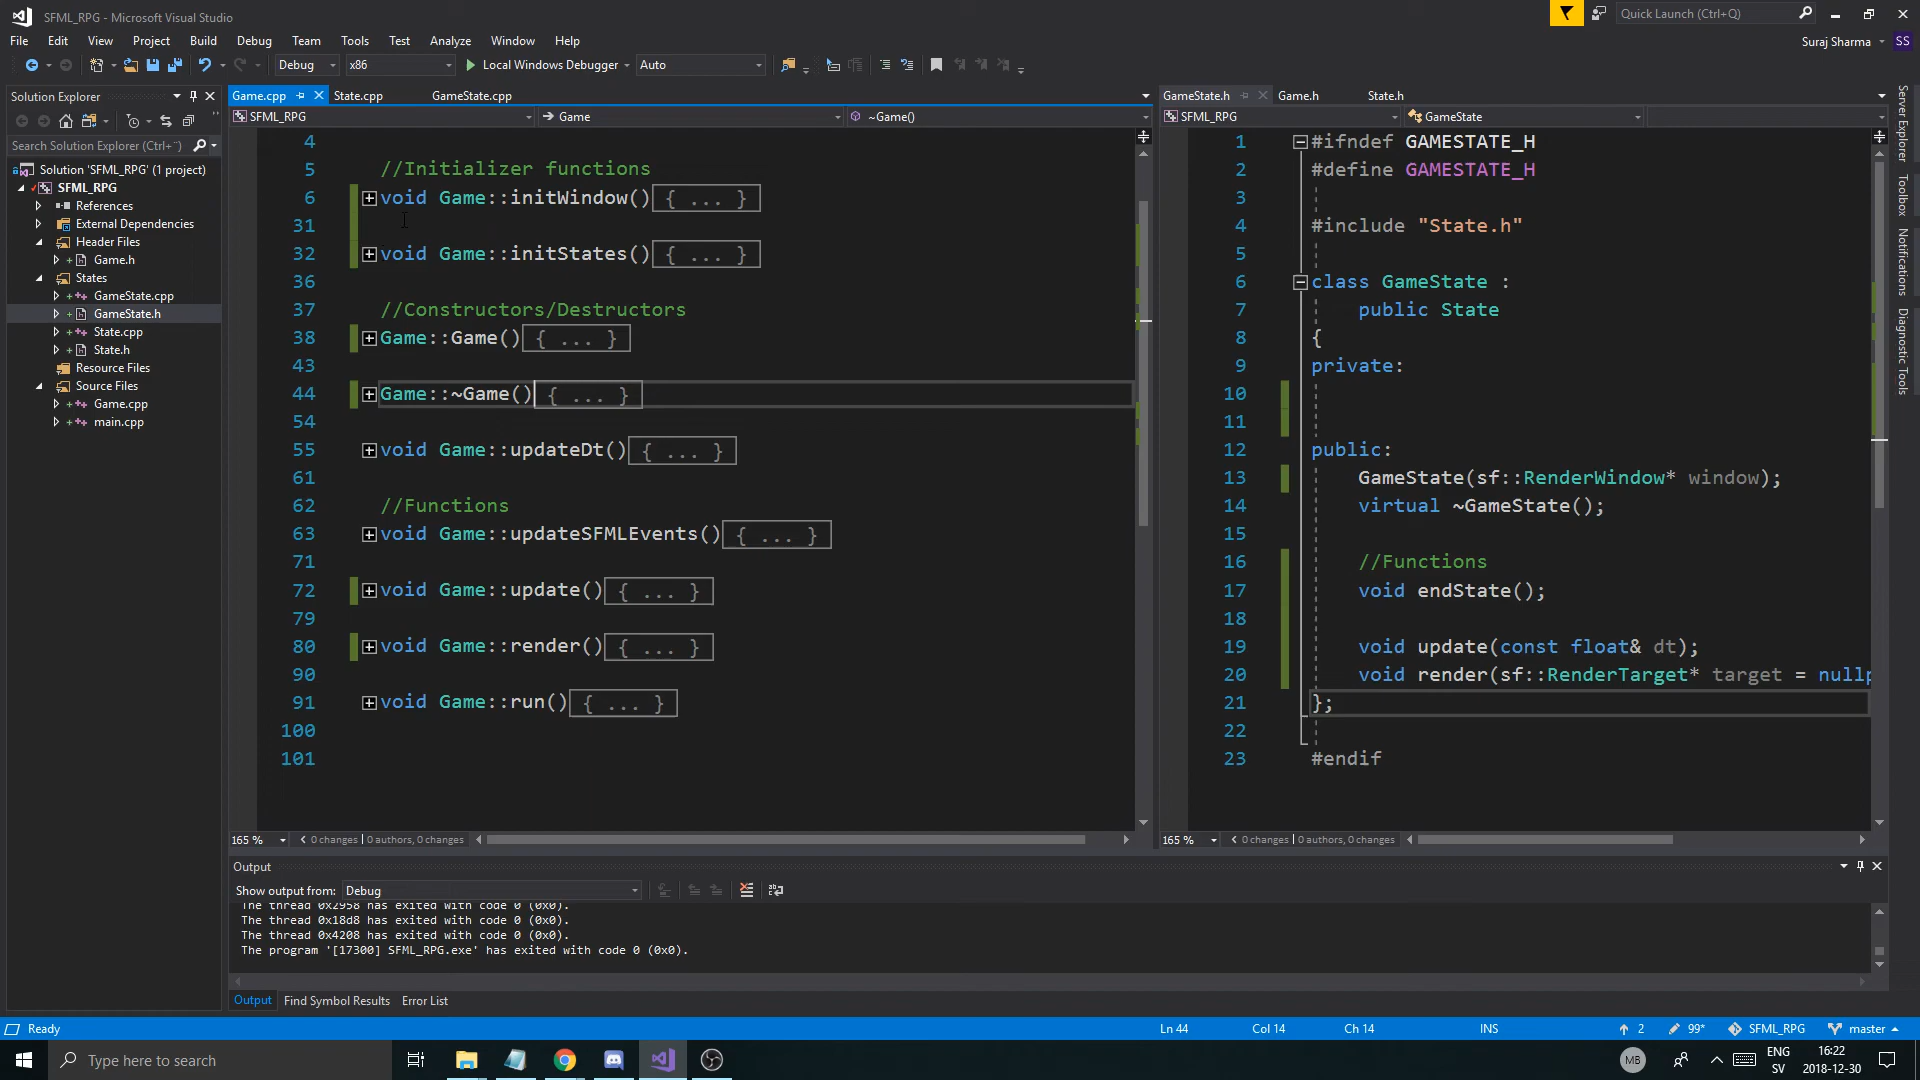 SFML_RPG - Microsoft Visual Studio
Quick Launch (Ctrl+Q)
File Edit View Project Build Debug Team Tools Test Analyze Window Help
Suraj Sharma SS
Debug x86 Local Windows Debugger Auto
Solution Explorer
Search Solution Explorer (Ctrl+¨)
Solution 'SFML_RPG' (1 project)
SFML_RPG
References
External Dependencies
Header Files
Game.h
States
GameState.cpp
GameState.h
State.cpp
State.h
Resource Files
Source Files
Game.cpp
main.cpp
Game.cpp State.cpp GameState.cpp
SFML_RPG Game ~Game()
4
5 //Initializer functions
6 void Game::initWindow(){ ... }
31
32 void Game::initStates(){ ... }
36
37 //Constructors/Destructors
38 Game::Game(){ ... }
43
44 Game::~Game(){ ... }
54
55 void Game::updateDt(){ ... }
61
62 //Functions
63 void Game::updateSFMLEvents(){ ... }
71
72 void Game::update(){ ... }
79
80 void Game::render(){ ... }
90
91 void Game::run(){ ... }
100
101
165 % 0 changes | 0 authors, 0 changes
GameState.h Game.h State.h
SFML_RPG GameState
1 #ifndef GAMESTATE_H
2 #define GAMESTATE_H
3
4 #include "State.h"
5
6 class GameState :
7 public State
8 {
9 private:
10
11
12 public:
13 GameState(sf::RenderWindow* window);
14 virtual ~GameState();
15
16 //Functions
17 void endState();
18
19 void update(const float& dt);
20 void render(sf::RenderTarget* target = nullp
21 };
22
23 #endif
165 % 0 changes | 0 authors, 0 changes
Server Explorer
Toolbox
Notifications
Diagnostic Tools
Output
Show output from: Debug
The thread 0x2958 has exited with code 0 (0x0).
The thread 0x18d8 has exited with code 0 (0x0).
The thread 0x4208 has exited with code 0 (0x0).
The program '[17300] SFML_RPG.exe' has exited with code 0 (0x0).
Output Find Symbol Results Error List
Ready Ln 44 Col 14 Ch 14 INS 2 99* SFML_RPG master
Type here to search
MB
ENG
SV
16:22
2018-12-30